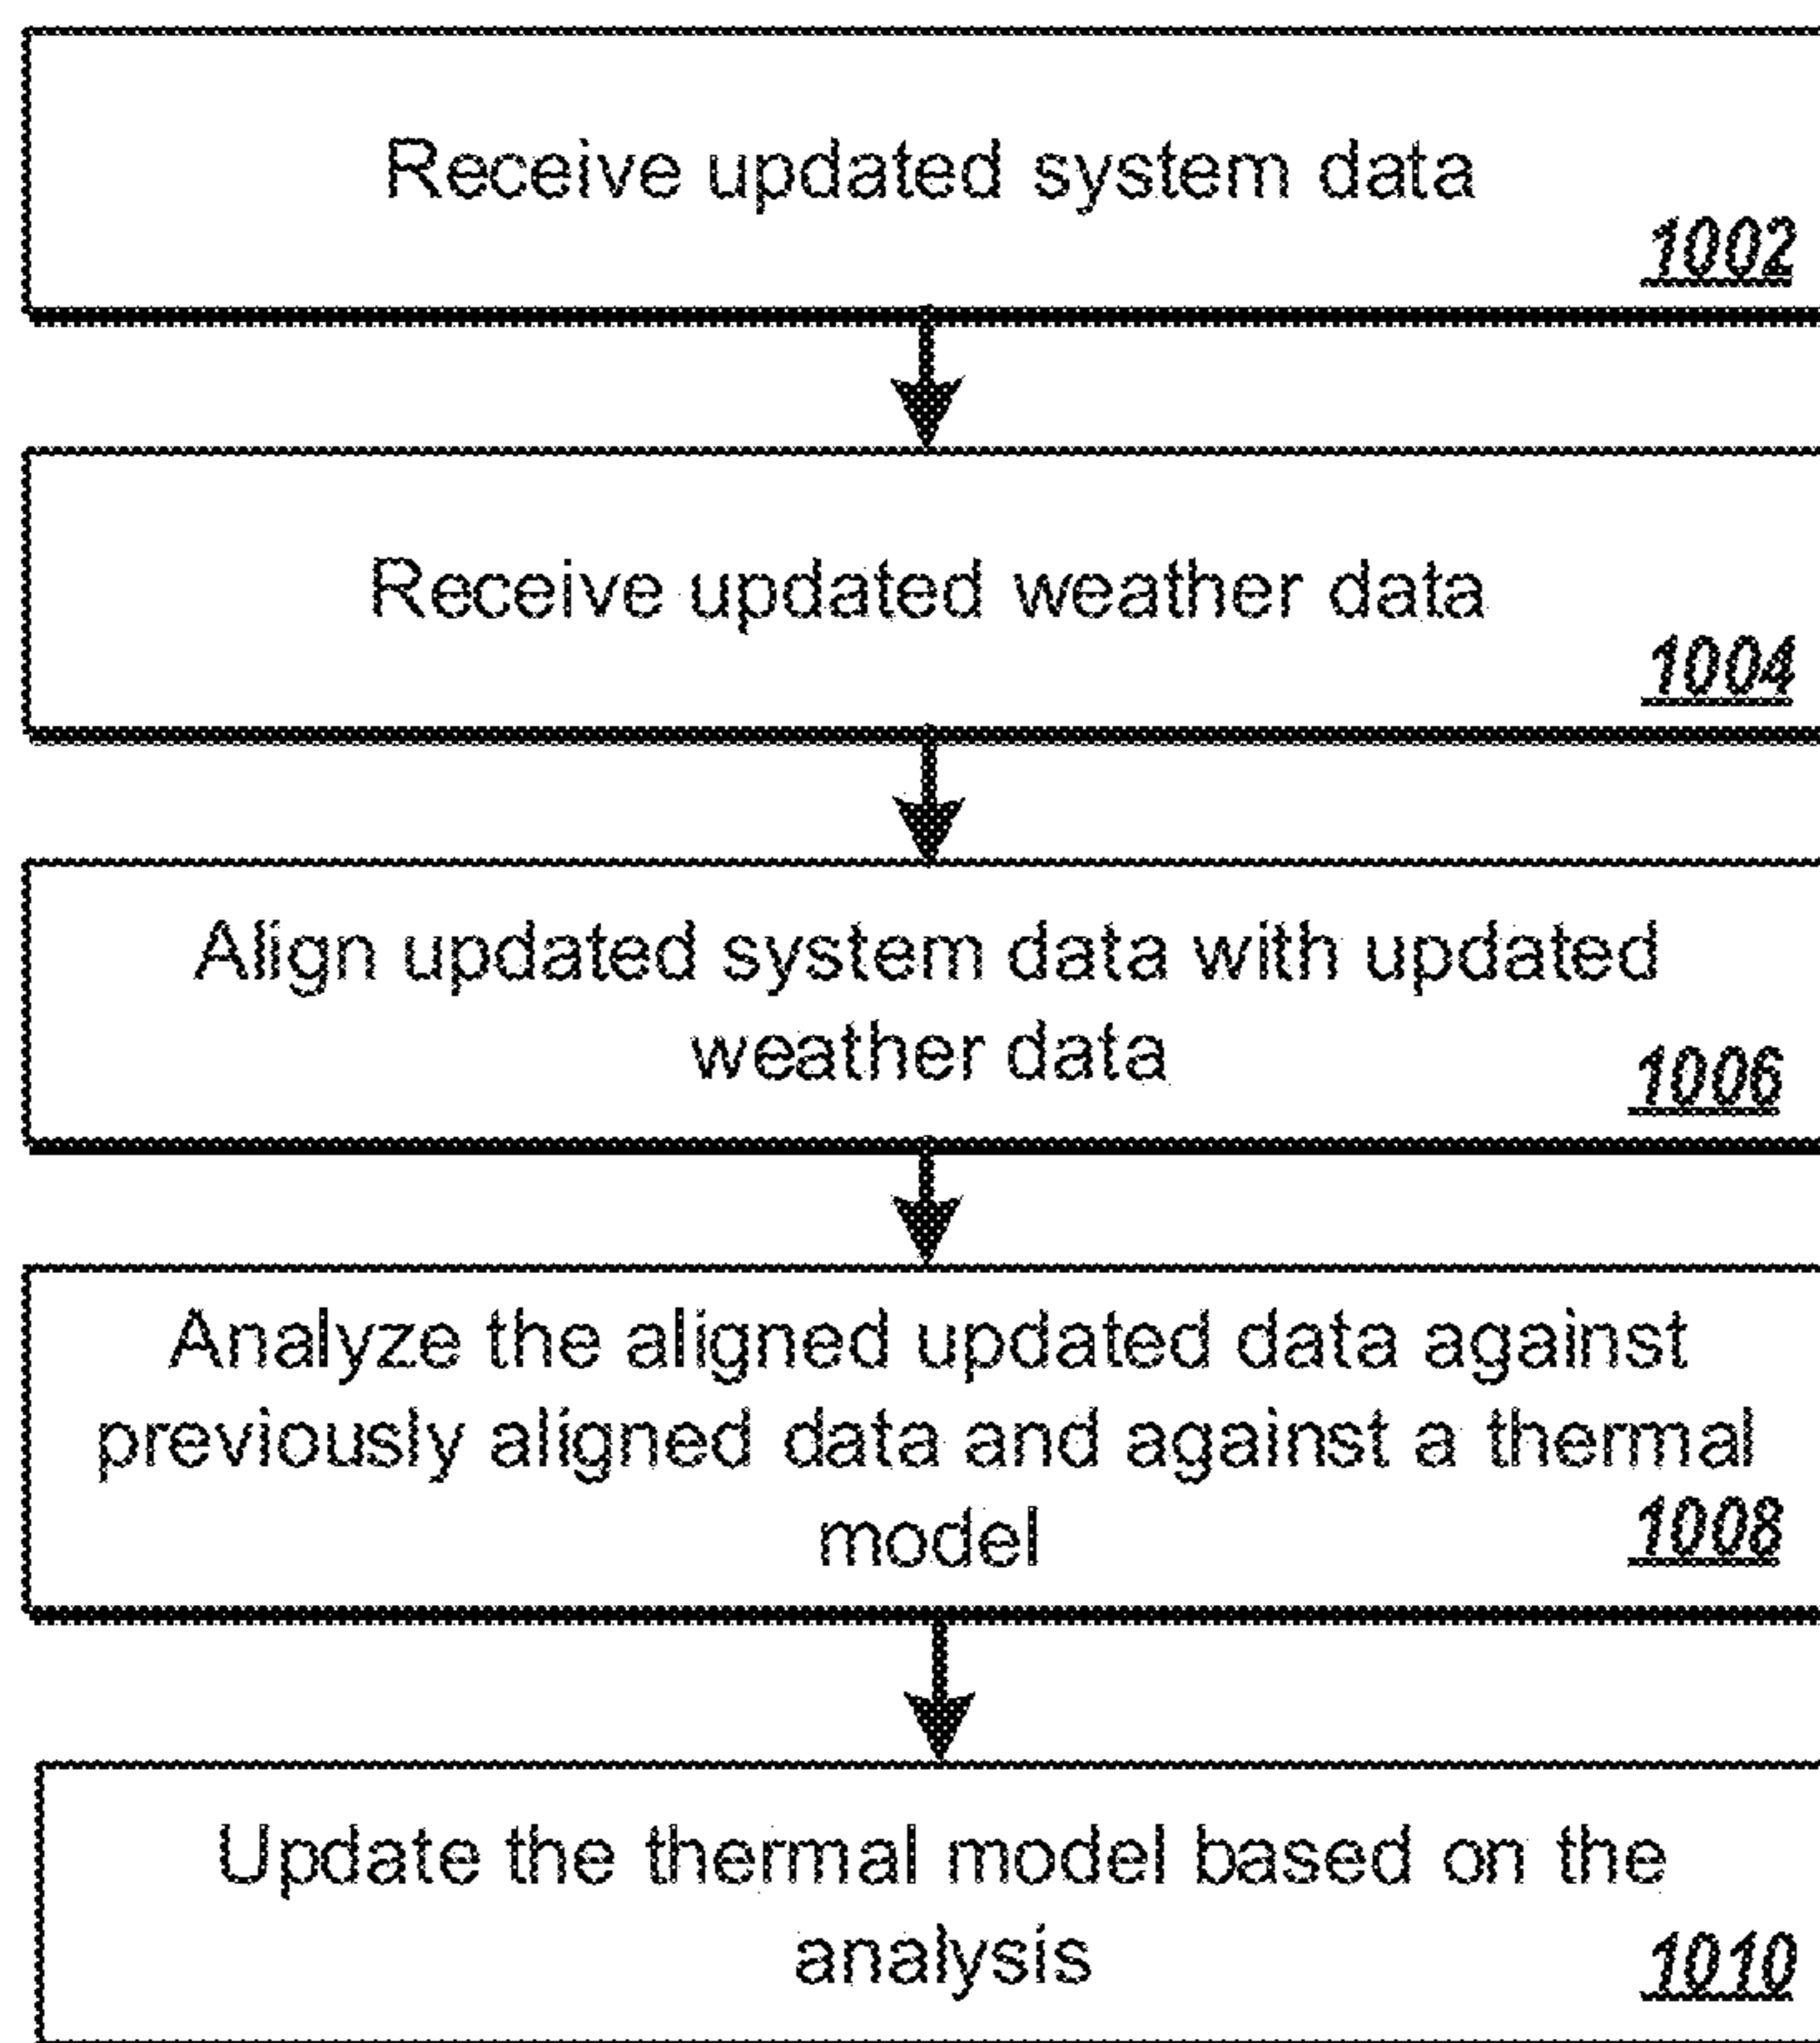 Receive updated system data
1002
Receive updated weather data
1004
Align updated system data with updated
weather data
1006
Analyze the aligned updated data against
previously aligned data and against a thermal
model
1008
Update the thermal model based on the
analysis
1010